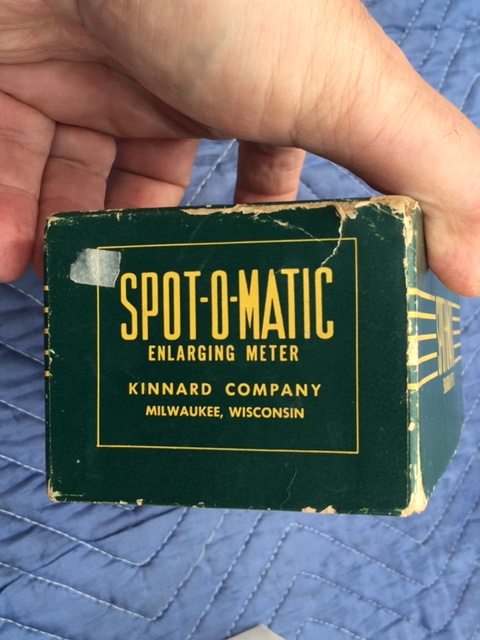 SPOT-O-MATIC
ENLARGING METER
KINNARD COMPANY
MILWAUKEE, WISCONSIN